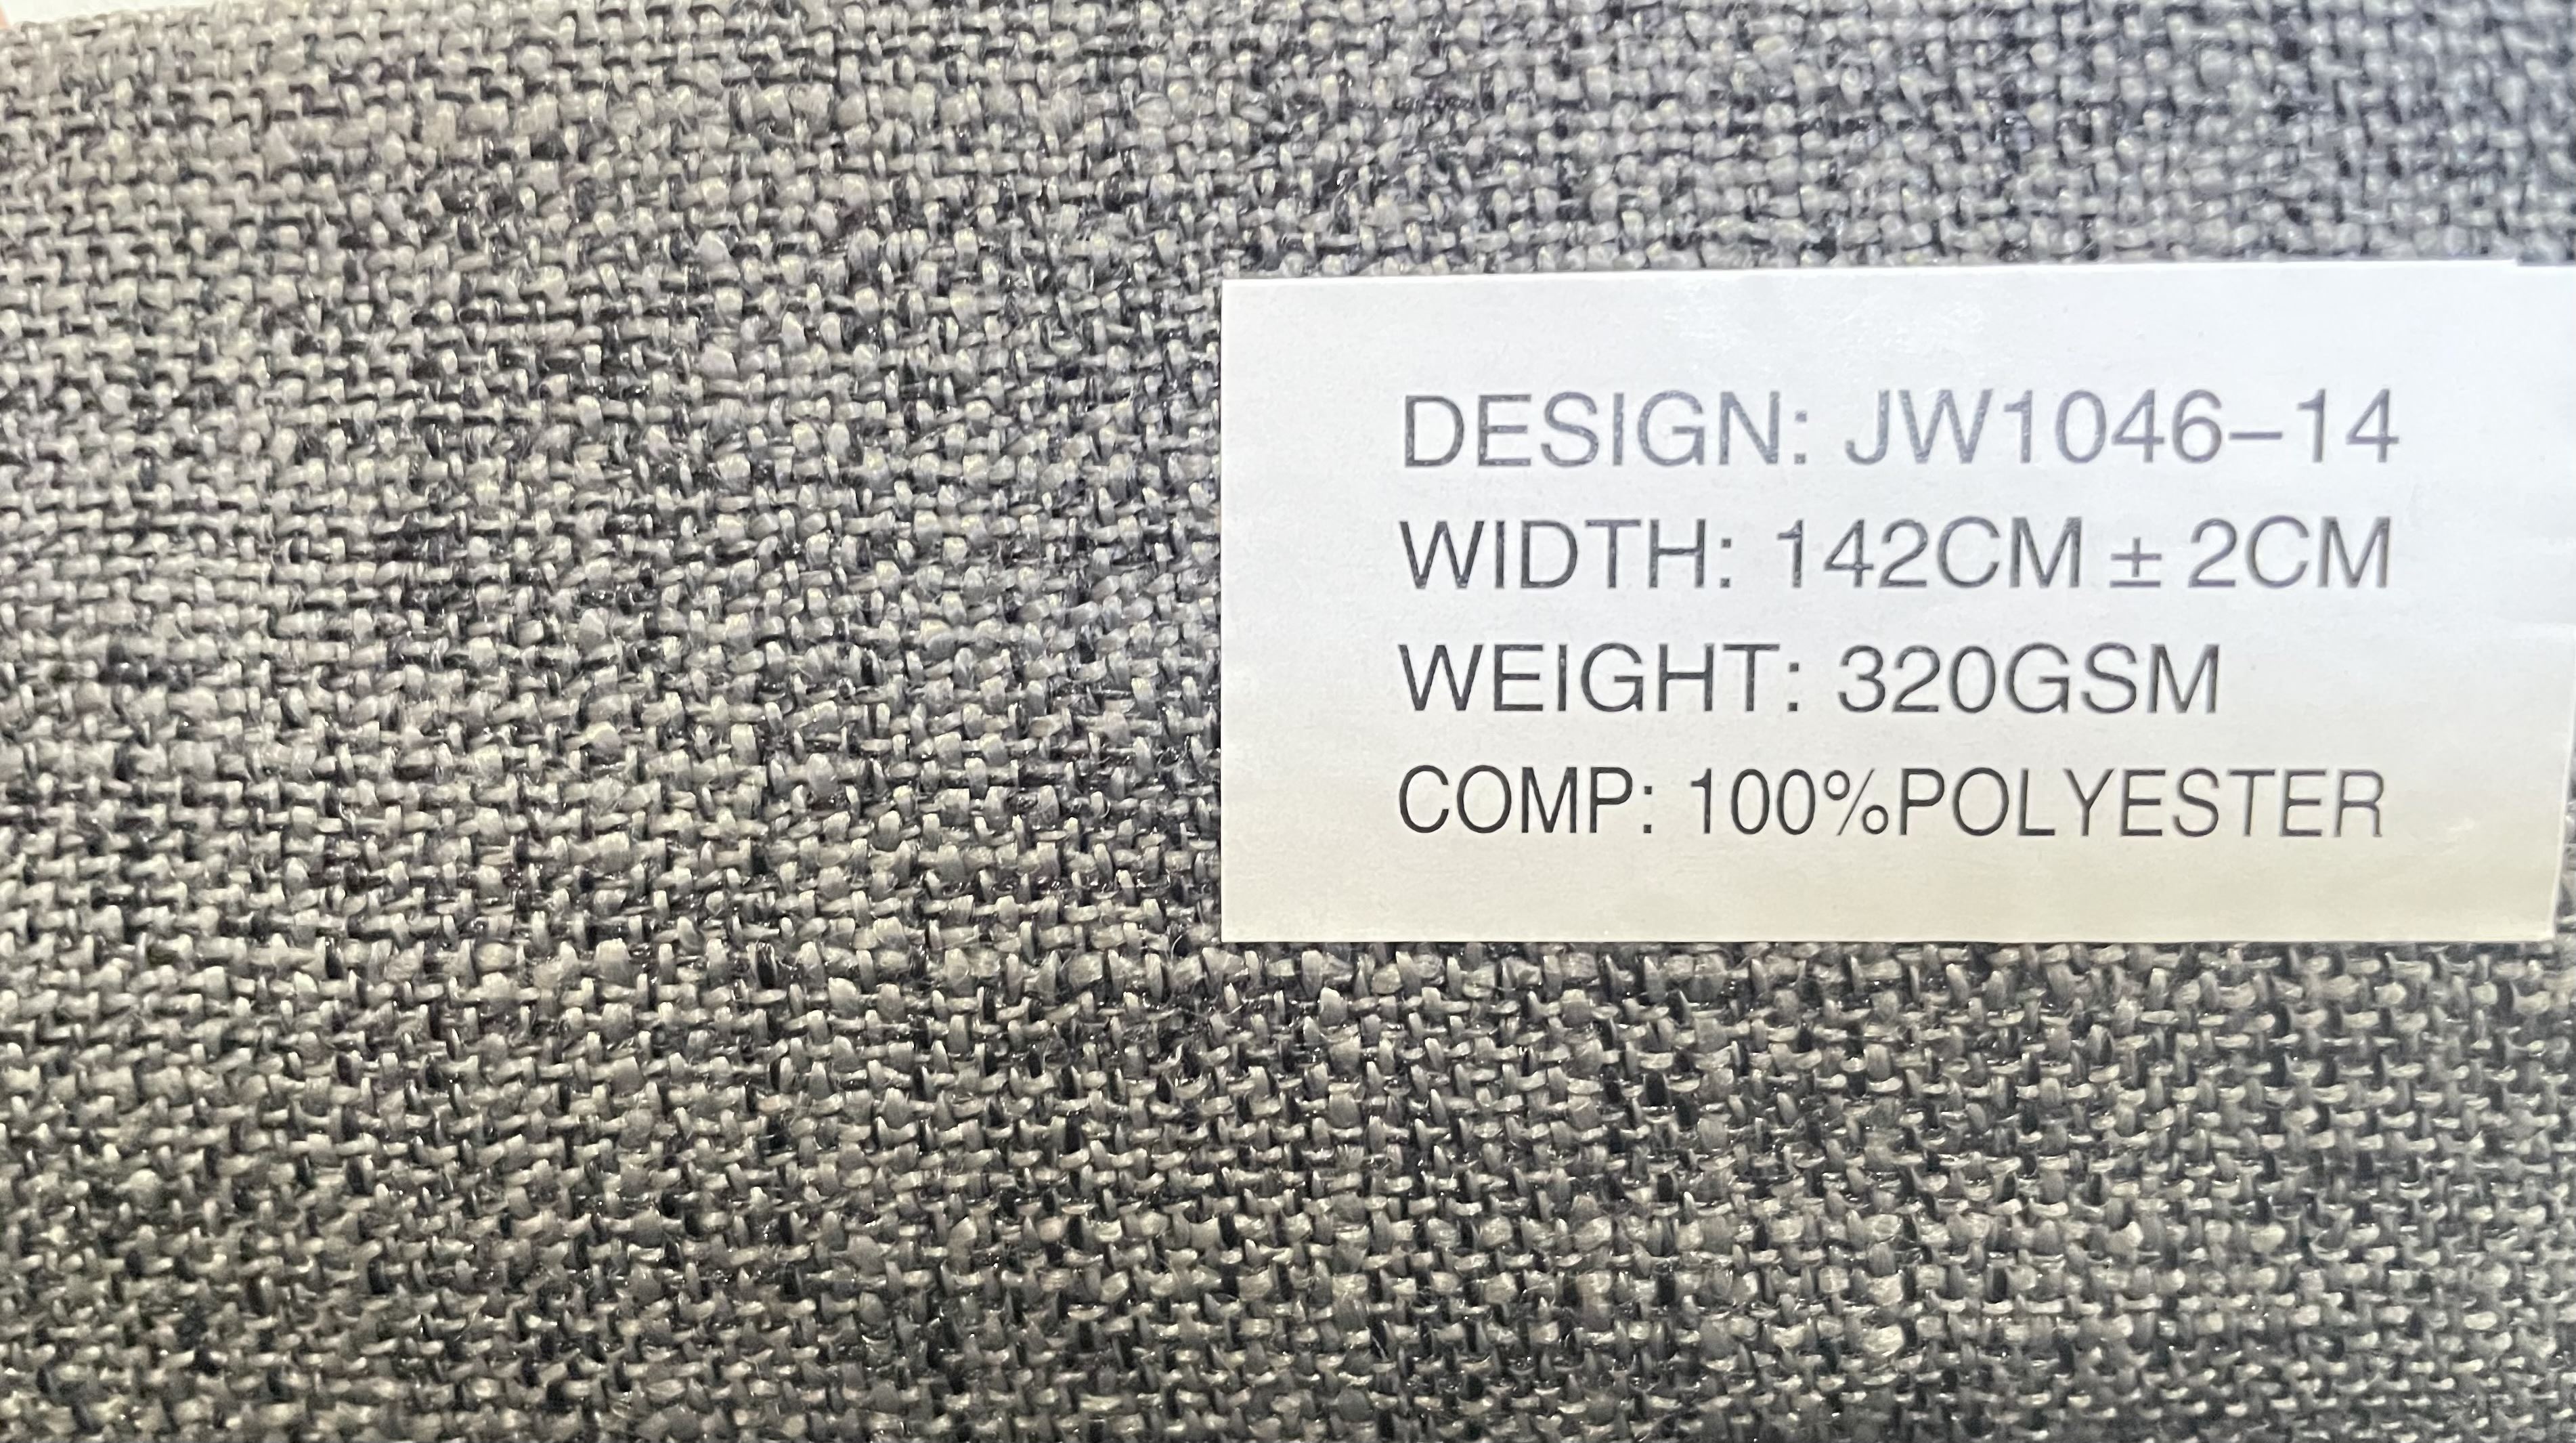 DESIGN: JW1046-14
WIDTH: 142CM ± 2CM
WEIGHT: 320GSM
COMP: 100%POLYESTER